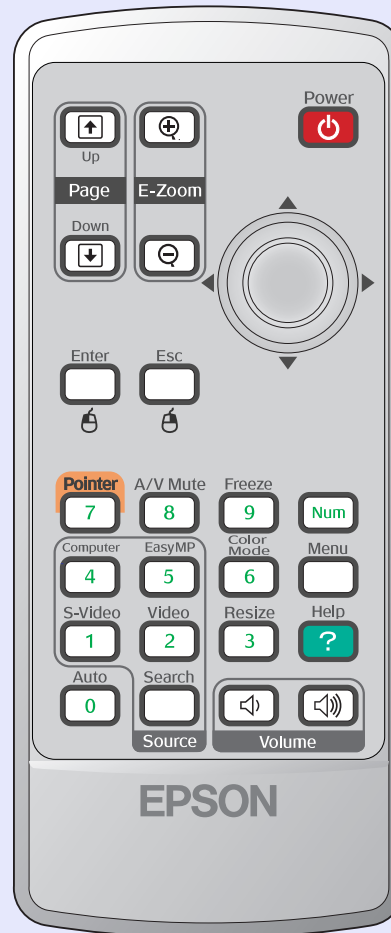 Power
Up
Page
E-Zoom
Down
Enter
Esc
Pointer
A/V Mute
Freeze
7
8
9
Num
Computer
EasyMP
Color
Mode
Menu
4
5
6
S-Video
Video
Resize
Help
1
2
3
?
Auto
Search
0
Source
Volume
EPSON